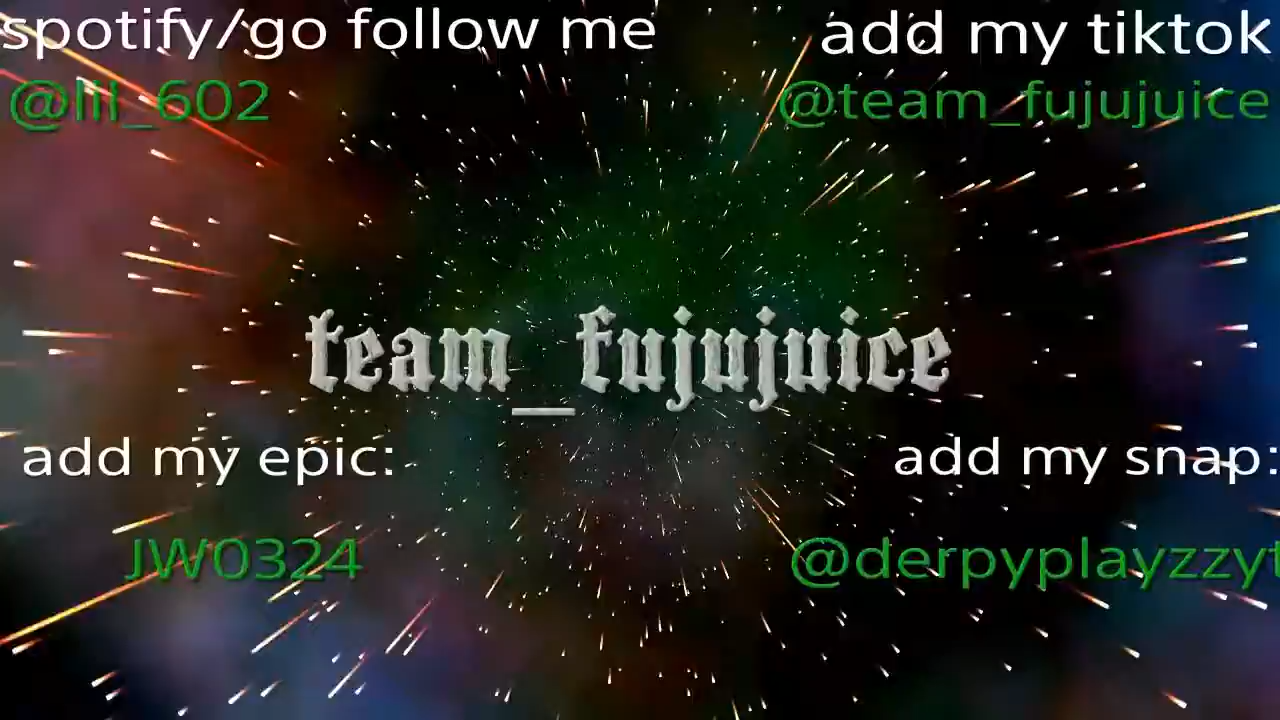 spotify/go follow me
add my tiktok
@lil_602
@team_fujujuice
team_fujujuice
add my epic:
add my snap:
JW0324
@derpyplayzzyt